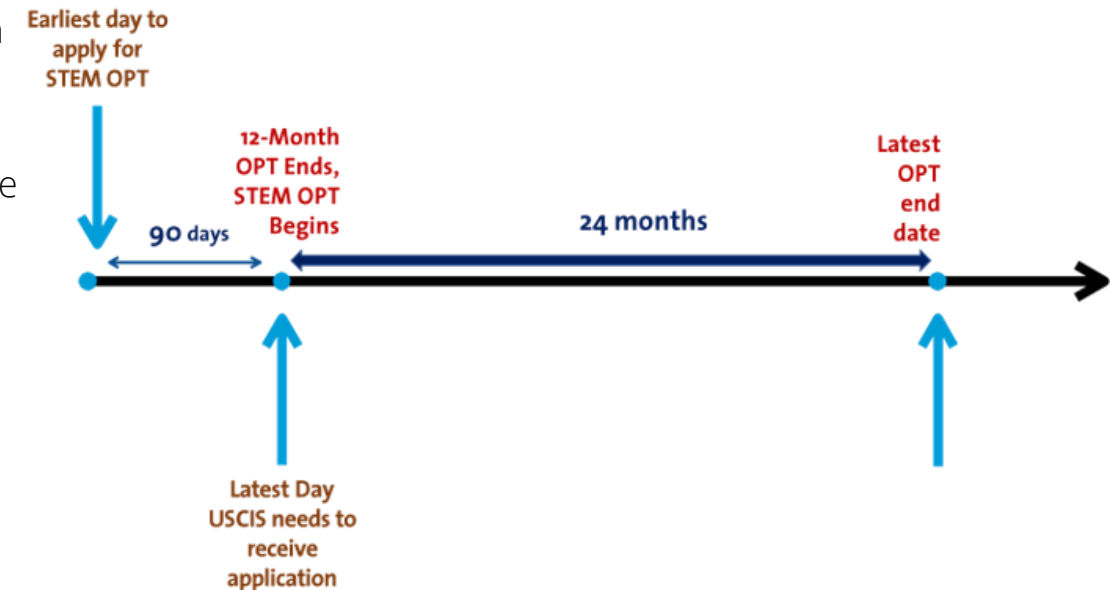 Earliest day to
apply for
STEM OPT
12-Month
OPT Ends,
STEM OPT
Begins
90 days
24 months
Latest
OPT
end
date
Latest Day
USCIS needs to
receive
application